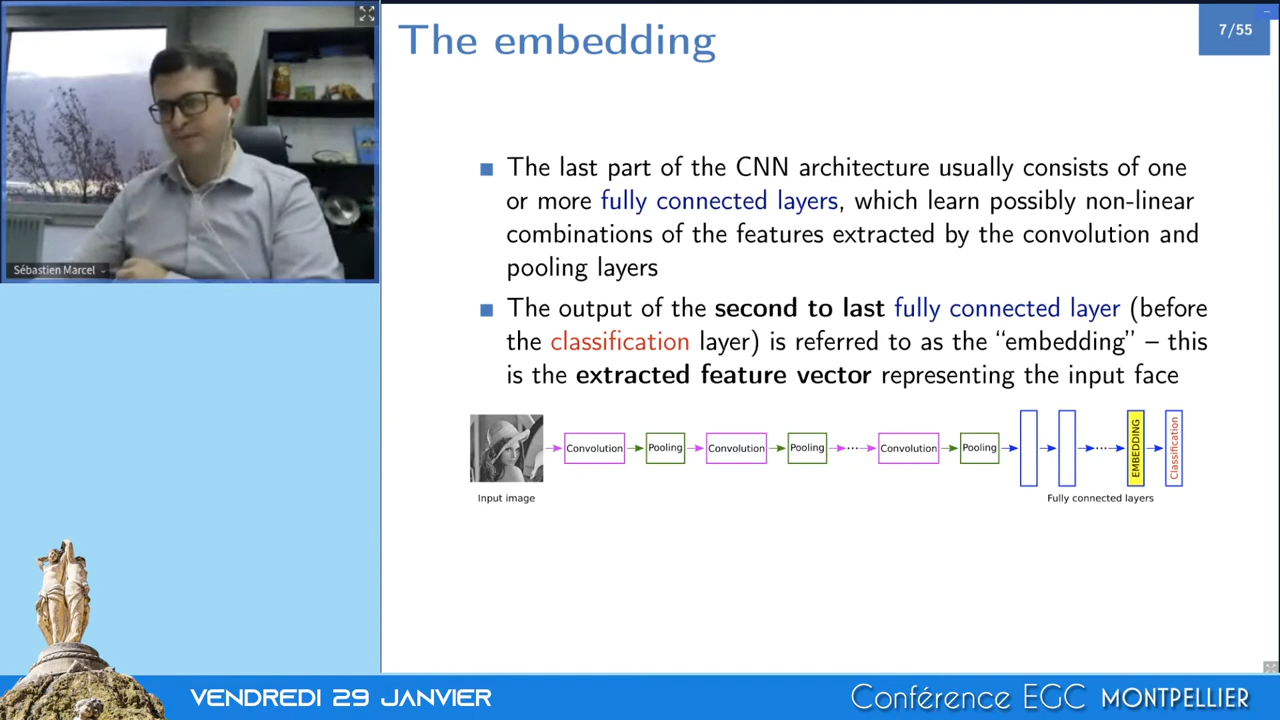 The embedding
7/55
Sébastien Marcel
The last part of the CNN architecture usually consists of one
or more fully connected layers, which learn possibly non-linear
combinations of the features extracted by the convolution and
pooling layers
The output of the second to last fully connected layer (before
the classification layer) is referred to as the “embedding” – this
is the extracted feature vector representing the input face
Convolution Pooling Convolution Pooling Convolution Pooling EMBEDDING Classification
Input image
Fully connected layers
VENDREDI 29 JANVIER
Conférence EGC MONTPELLIER